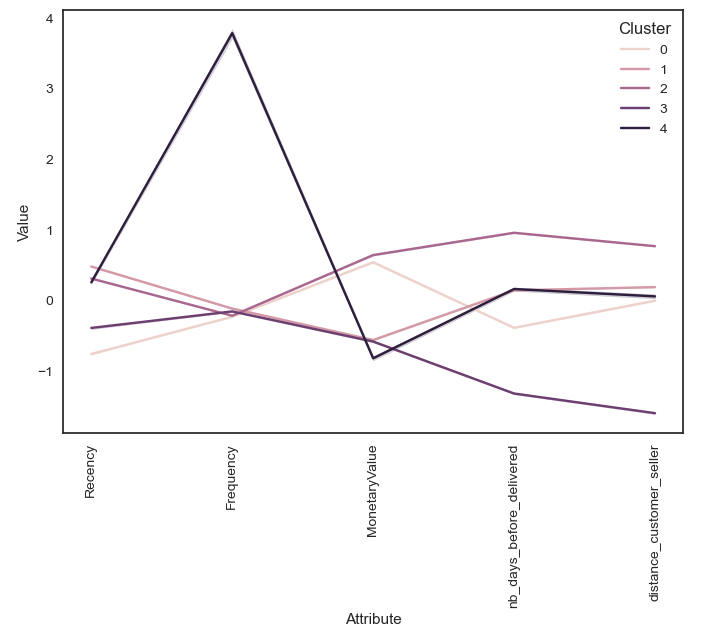 4
3
2
1
0
−1
Value
Cluster
0
1
2
3
4
Recency
Frequency
MonetaryValue
nb_days_before_delivered
distance_customer_seller
Attribute